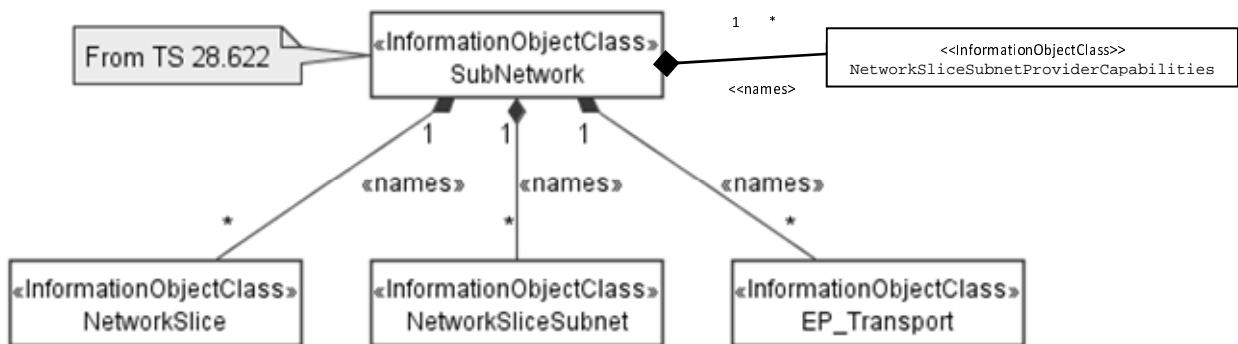 From TS 28.622
«InformationObjectClass»
SubNetwork
1 *
<<names>
<<InformationObjectClass>>
NetworkSliceSubnetProviderCapabilities
1 1 1
«names» «names» «names»
* * *
«InformationObjectClass»
NetworkSlice
«InformationObjectClass»
NetworkSliceSubnet
«InformationObjectClass»
EP_Transport